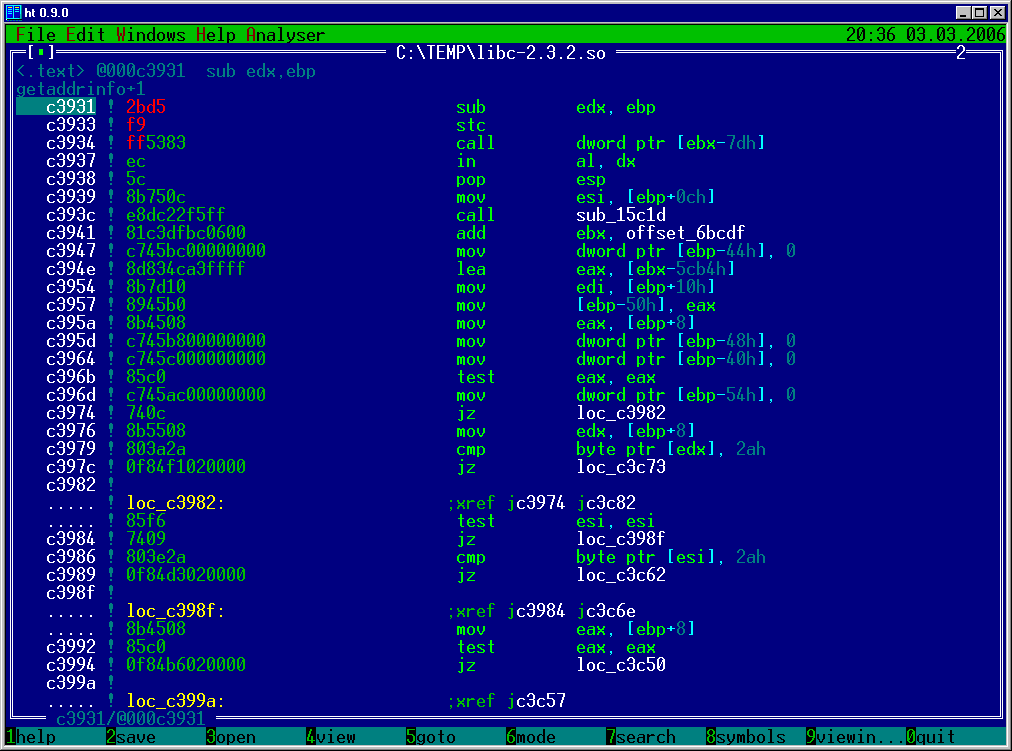 ht 0.9.0
File Edit Windows Help Analyser 20:36 03.03.2006
[▪] C:\TEMP\libc-2.3.2.so 2
<.text> @000c3931 sub edx,ebp
getaddrinfo+1
c3931 ! 2bd5 sub edx, ebp
c3933 ! f9 stc
c3934 ! ff5383 call dword ptr [ebx-7dh]
c3937 ! ec in al, dx
c3938 ! 5c pop esp
c3939 ! 8b750c mov esi, [ebp+0ch]
c393c ! e8dc22f5ff call sub_15c1d
c3941 ! 81c3dfbc0600 add ebx, offset_6bcdf
c3947 ! c745bc00000000 mov dword ptr [ebp-44h], 0
c394e ! 8d834ca3ffff lea eax, [ebx-5cb4h]
c3954 ! 8b7d10 mov edi, [ebp+10h]
c3957 ! 8945b0 mov [ebp-50h], eax
c395a ! 8b4508 mov eax, [ebp+8]
c395d ! c745b800000000 mov dword ptr [ebp-48h], 0
c3964 ! c745c000000000 mov dword ptr [ebp-40h], 0
c396b ! 85c0 test eax, eax
c396d ! c745ac00000000 mov dword ptr [ebp-54h], 0
c3974 ! 740c jz loc_c3982
c3976 ! 8b5508 mov edx, [ebp+8]
c3979 ! 803a2a cmp byte ptr [edx], 2ah
c397c ! 0f84f1020000 jz loc_c3c73
c3982 !
..... ! loc_c3982: ;xref jc3974 jc3c82
..... ! 85f6 test esi, esi
c3984 ! 7409 jz loc_c398f
c3986 ! 803e2a cmp byte ptr [esi], 2ah
c3989 ! 0f84d3020000 jz loc_c3c62
c398f !
..... ! loc_c398f: ;xref jc3984 jc3c6e
..... ! 8b4508 mov eax, [ebp+8]
c3992 ! 85c0 test eax, eax
c3994 ! 0f84b6020000 jz loc_c3c50
c399a !
..... ! loc_c399a: ;xref jc3c57
c3931/@000c3931
1help 2save 3open 4view 5goto 6mode 7search 8symbols 9viewin... 0quit